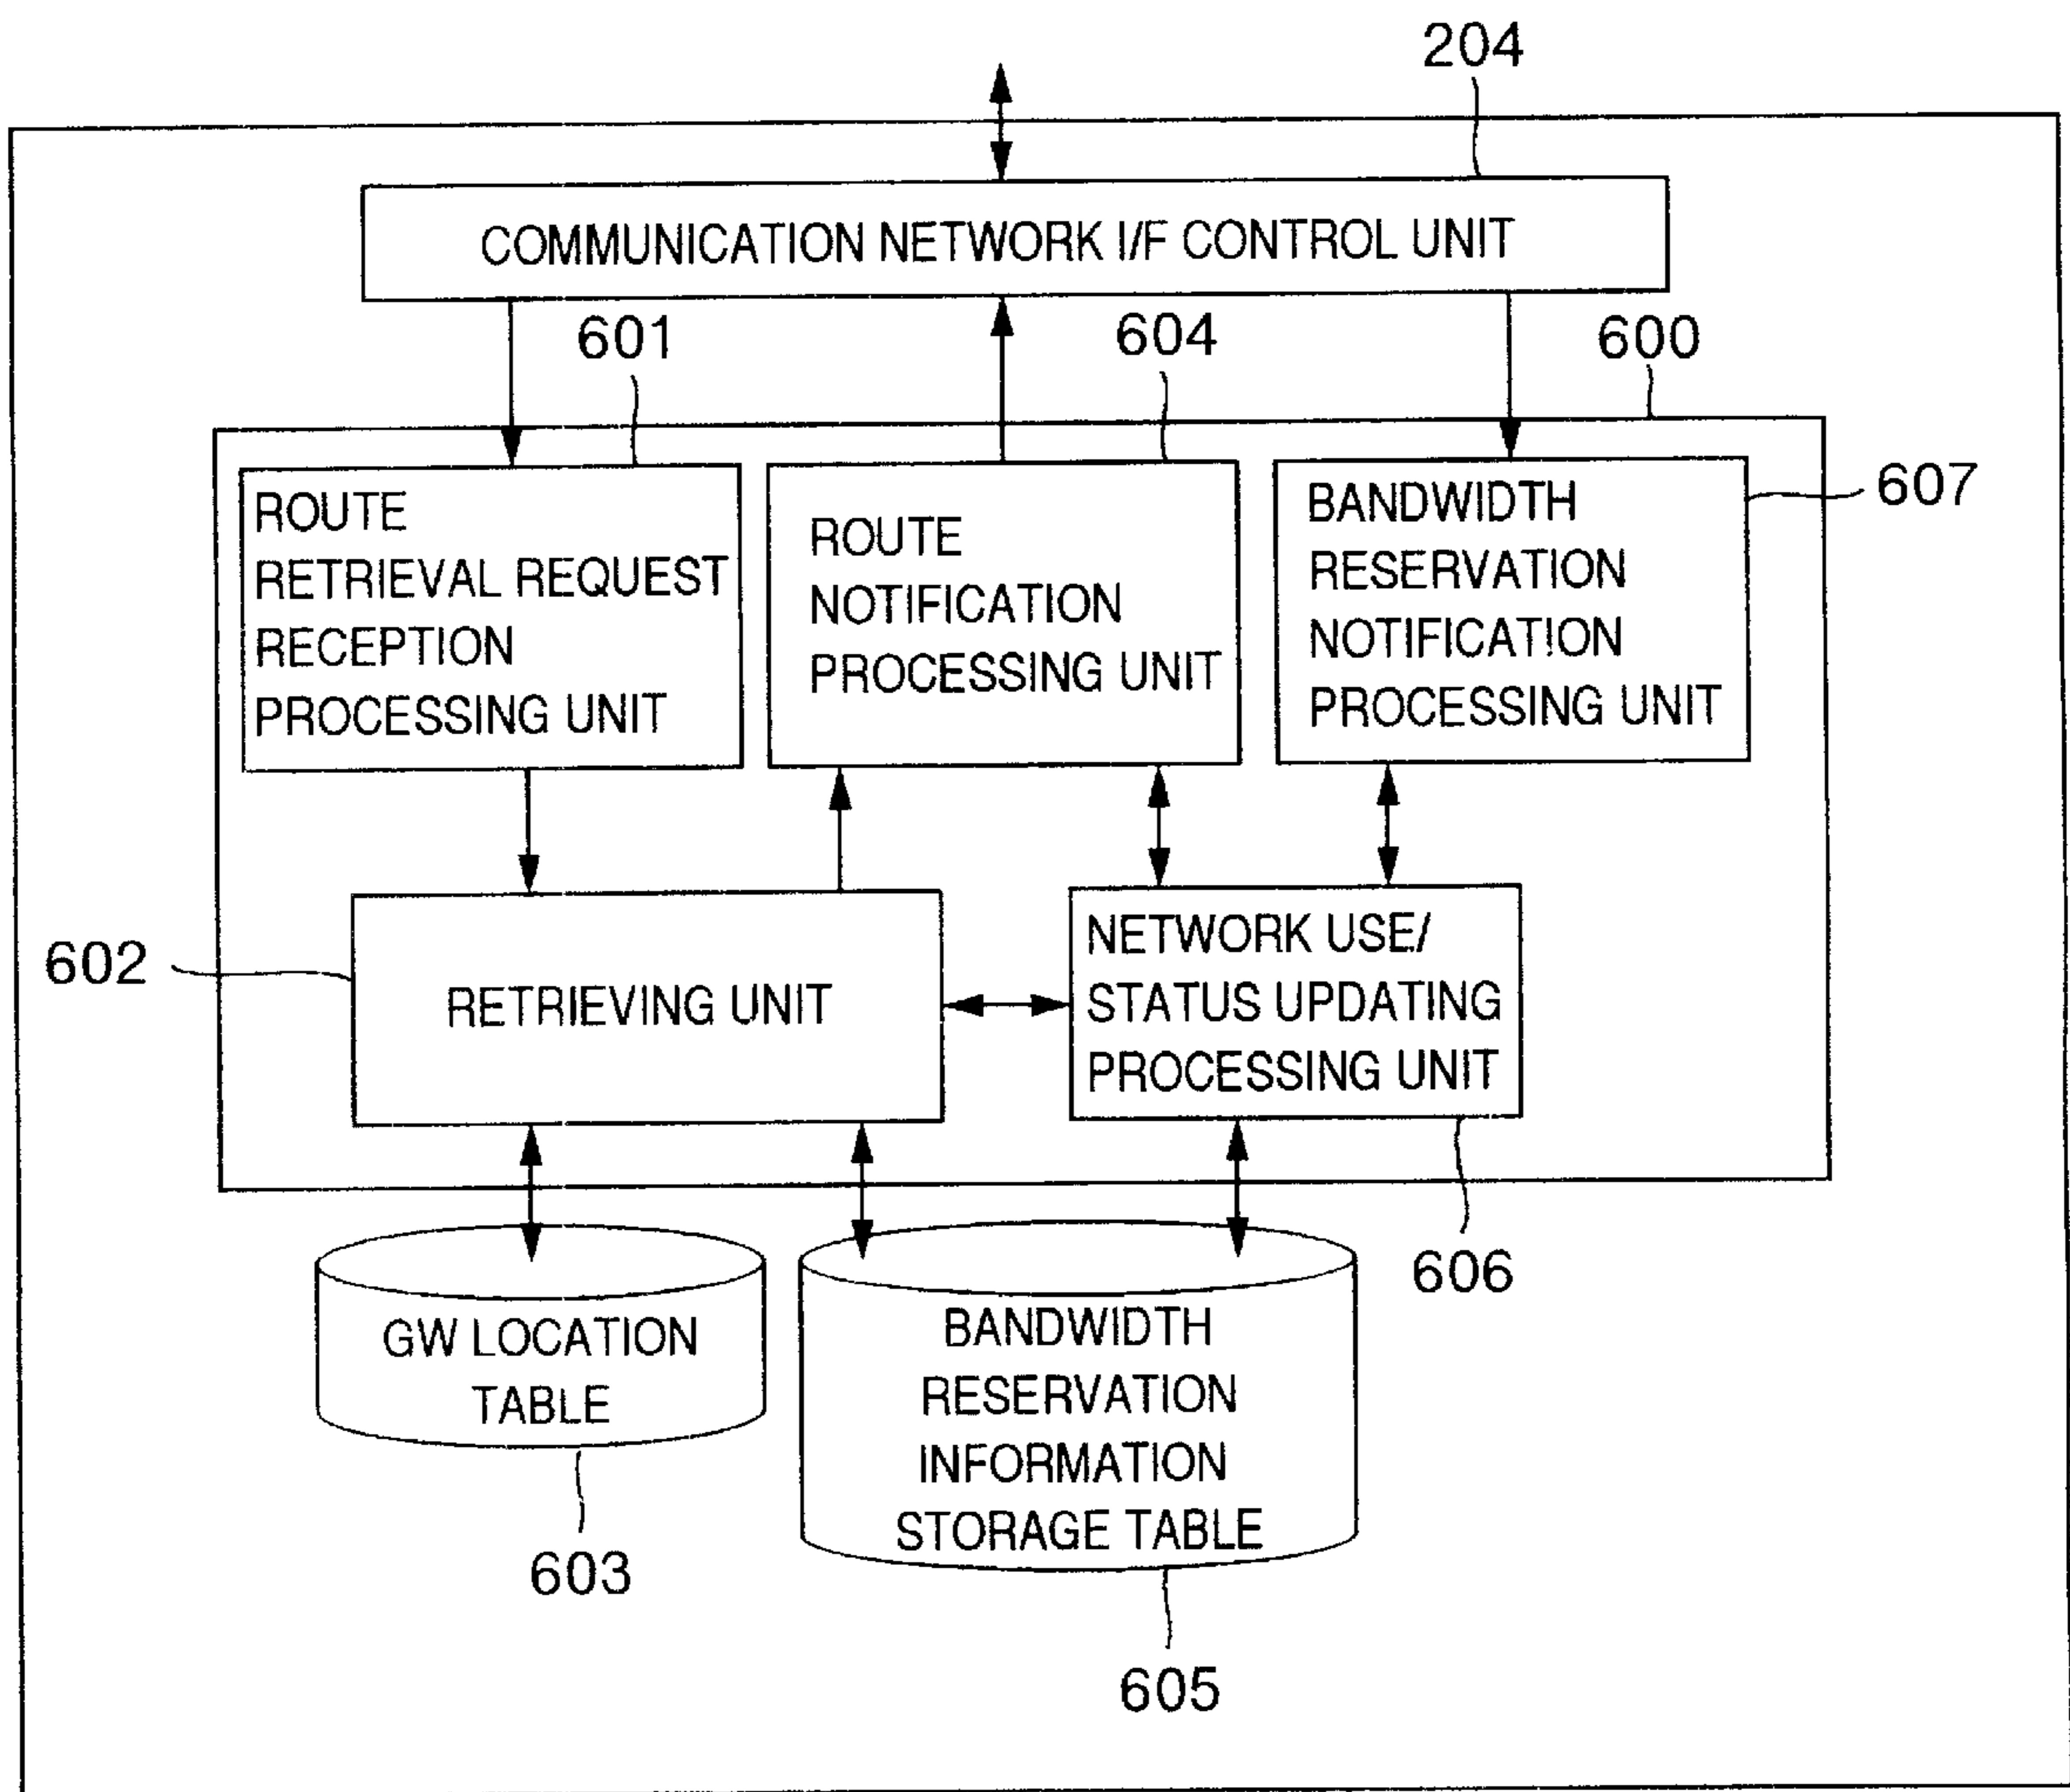 204
COMMUNICATION NETWORK I/F CONTROL UNIT
601
604
600
ROUTE
RETRIEVAL REQUEST
RECEPTION
PROCESSING UNIT
ROUTE
NOTIFICATION
PROCESSING UNIT
BANDWIDTH
RESERVATION
NOTIFICATION
PROCESSING UNIT
607
602
RETRIEVING UNIT
NETWORK USE/
STATUS UPDATING
PROCESSING UNIT
606
GW LOCATION
TABLE
603
BANDWIDTH
RESERVATION
INFORMATION
STORAGE TABLE
605